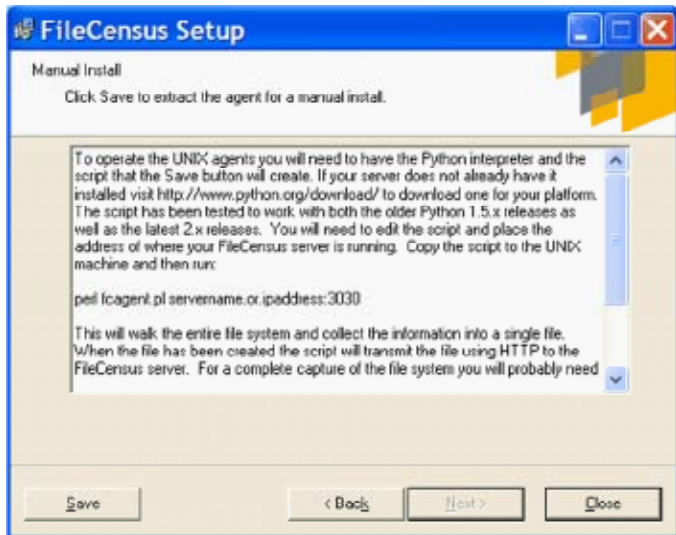 FileCensus Setup
Manual Install
Click Save to extract the agent for a manual install.
To operate the UNIX agents you will need to have the Python interpreter and the
script that the Save button will create. If your server does not already have it
installed visit http://www.python.org/download/ to download one for your platform.
The script has been tested to work with both the older Python 1.5.x releases as
well as the latest 2.x releases. You will need to edit the script and place the
address of where your FileCensus server is running. Copy the script to the UNIX
machine and then run:
perl fcagent.pl servername.or.ipaddress:3030
This will walk the entire file system and collect the information into a single file.
When the file has been created the script will transmit the file using HTTP to the
FileCensus server. For a complete capture of the file system you will probably need
Save
< Back
Next >
Close